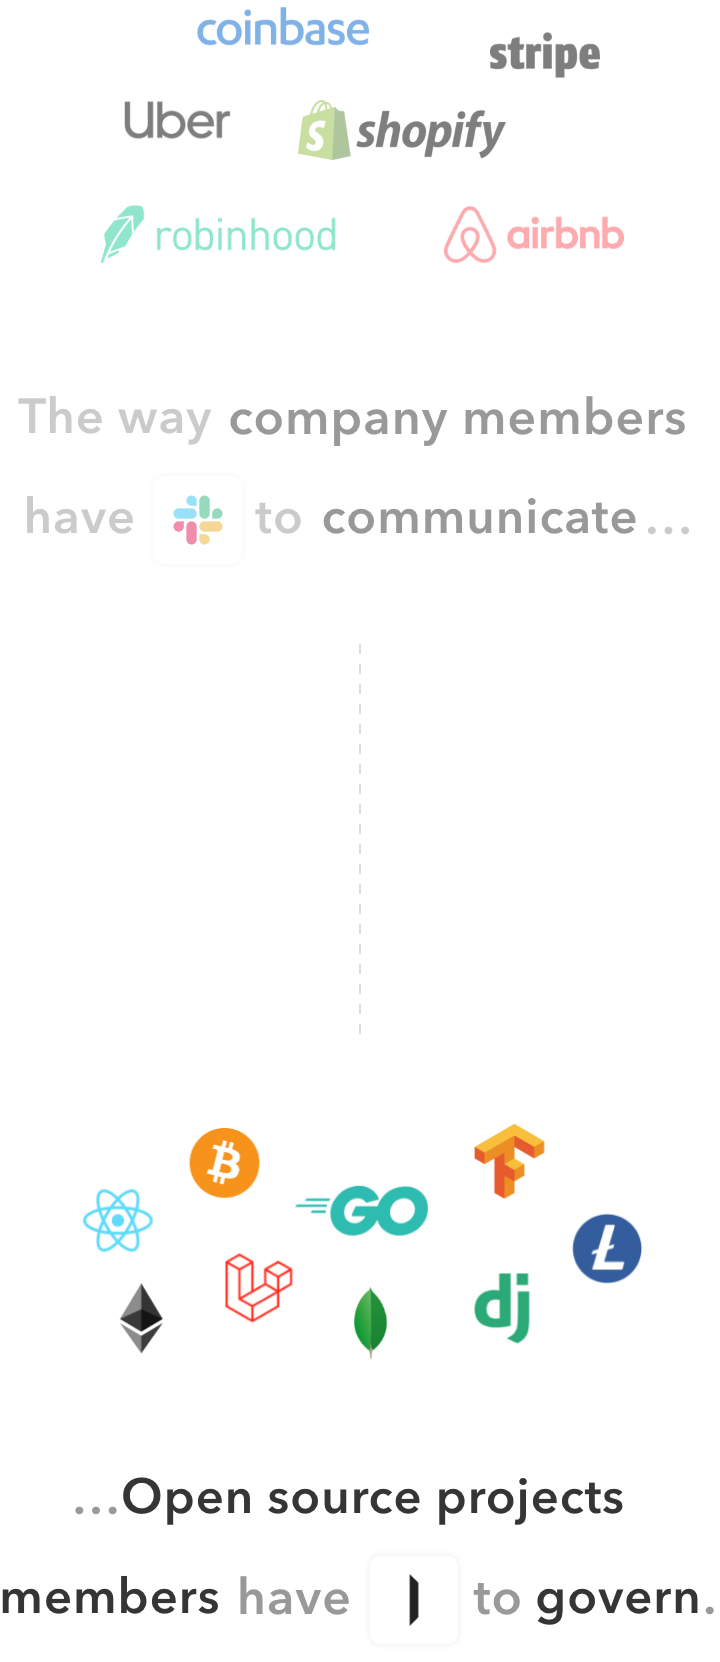 coinbase
stripe
Uber
shopify
robinhood
airbnb
The way company members
have to communicate...
GO
dj
...Open source projects
members have to govern.